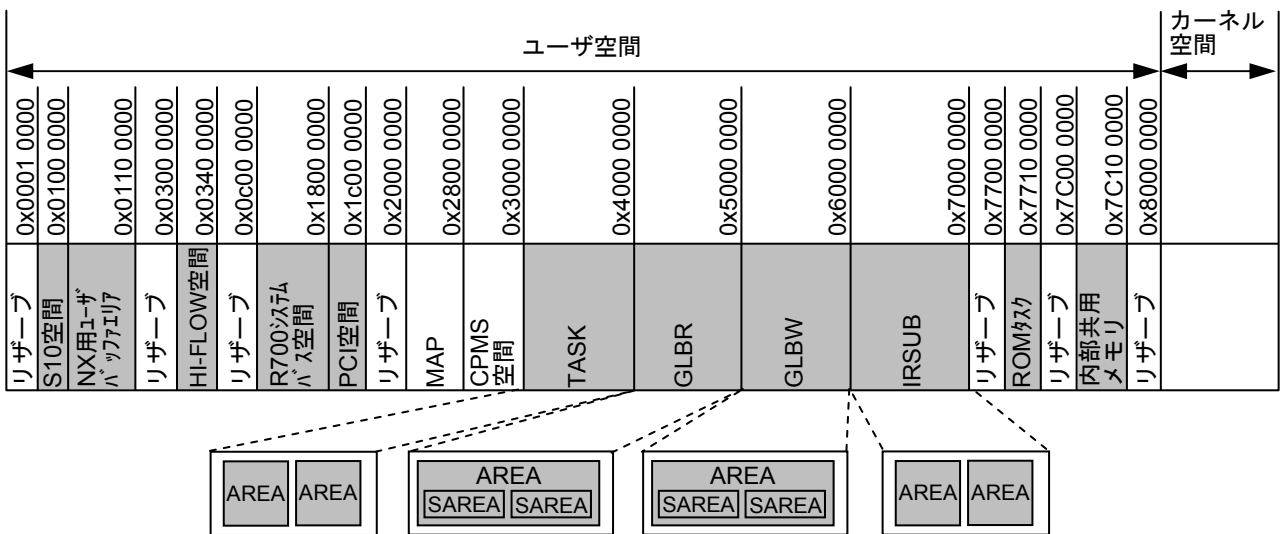 カーネル
空間
ユーザ空間
0x0001 0000
0x0100 0000
0x0110 0000
0x0300 0000
0x0340 0000
0x0c00 0000
0x1800 0000
0x1c00 0000
0x2000 0000
0x2800 0000
0x3000 0000
0x4000 0000
0x5000 0000
0x6000 0000
0x7000 0000
0x7700 0000
0x7710 0000
0x7C00 0000
0x7C10 0000
0x8000 0000
リザーブ
S10空間
NX用ﾕｰｻﾞ
ﾊﾞｯﾌｧｴﾘｱ
リザーブ
HI-FLOW空間
リザーブ
R700ｼｽﾃﾑ
ﾊﾞｽ空間
PCI空間
リザーブ
MAP
CPMS
空間
TASK
GLBR
GLBW
IRSUB
リザーブ
ROMﾀｽｸ
リザーブ
内部共用
メモリ
リザーブ
AREA AREA
AREA
SAREA SAREA
AREA
SAREA SAREA
AREA AREA